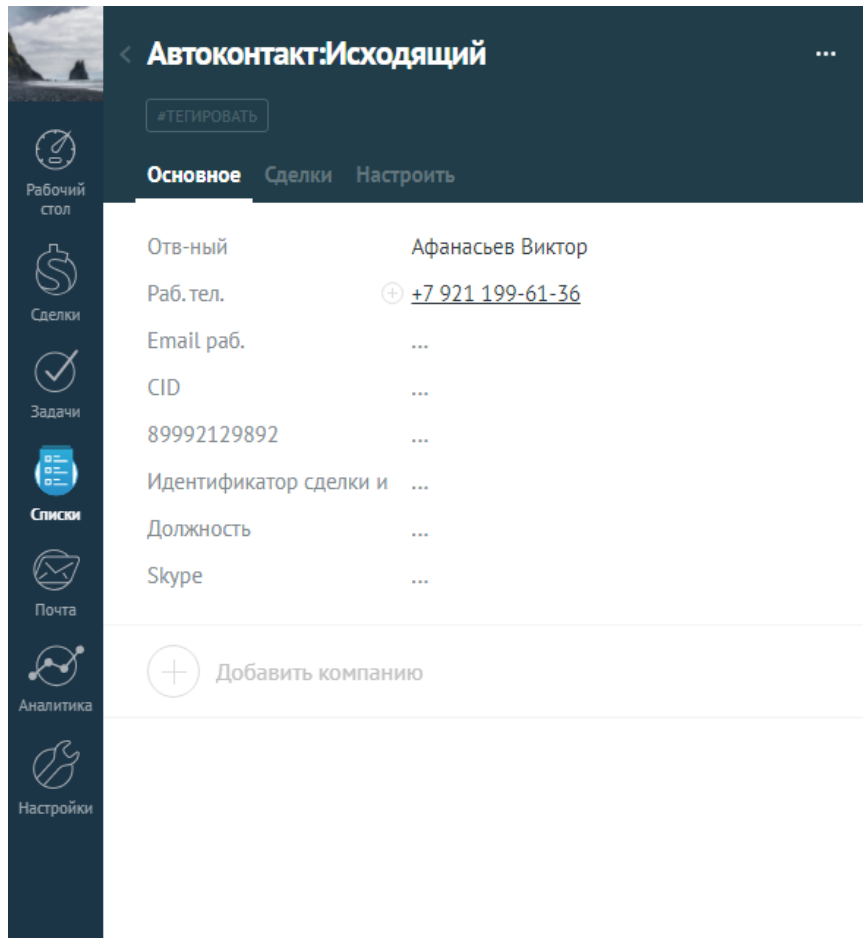 Автоконтакт:Исходящий
...
#ТЕГИРОВАТЬ
Основное Сделки Настроить
Рабочий
стол
Сделки
Задачи
Списки
Почта
Аналитика
Настройки
Отв-ный Афанасьев Виктор
Раб. тел. +7 921 199-61-36
Email раб. ...
CID ...
89992129892 ...
Идентификатор сделки и ...
Должность ...
Skype ...
Добавить компанию